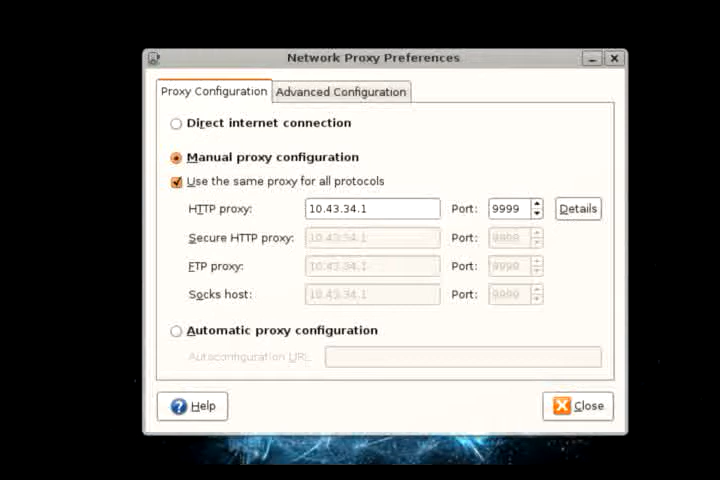 Network Proxy Preferences
Proxy Configuration Advanced Configuration
Direct internet connection
Manual proxy configuration
Use the same proxy for all protocols
HTTP proxy: 10.43.34.1 Port: 9999 Details
Secure HTTP proxy: 10.43.34.1 Port: 9999
FTP proxy: 10.43.34.1 Port: 9999
Socks host: 10.43.34.1 Port: 9999
Automatic proxy configuration
Autoconfiguration URL:
Help Close